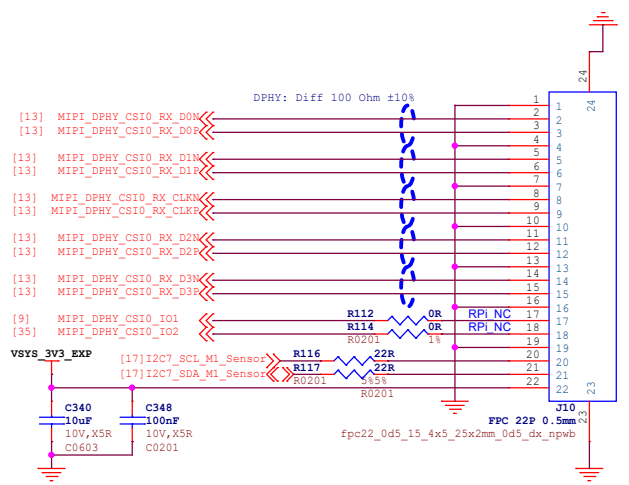 24
24
DPHY: Diff 100 Ohm ±10%
1 1
[13] MIPI_DPHY_CSI0_RX_D0N 2 2
[13] MIPI_DPHY_CSI0_RX_D0P 3 3
4 4
[13] MIPI_DPHY_CSI0_RX_D1N 5 5
[13] MIPI_DPHY_CSI0_RX_D1P 6 6
7 7
[13] MIPI_DPHY_CSI0_RX_CLKN 8 8
[13] MIPI_DPHY_CSI0_RX_CLKP 9 9
10 10
[13] MIPI_DPHY_CSI0_RX_D2N 11 11
[13] MIPI_DPHY_CSI0_RX_D2P 12 12
13 13
[13] MIPI_DPHY_CSI0_RX_D3N 14 14
[13] MIPI_DPHY_CSI0_RX_D3P 15 15
16 16
[9] MIPI_DPHY_CSI0_IO1 R112 0R RPi_NC 17 17
[35] MIPI_DPHY_CSI0_IO2 R114 0R RPi_NC 18 18
R0201 1% 19 19
VSYS_3V3_EXP
[17]I2C7_SCL_M1_Sensor R116 22R 20 20
[17]I2C7_SDA_M1_Sensor R117 22R 21 21
R0201 5%5% 22 22
R0201
23
23
C340 C348
10uF 100nF
10V,X5R 10V,X5R
C0603 C0201
J10
FPC 22P 0.5mm
fpc22_0d5_15_4x5_25x2mm_0d5_dx_npwb